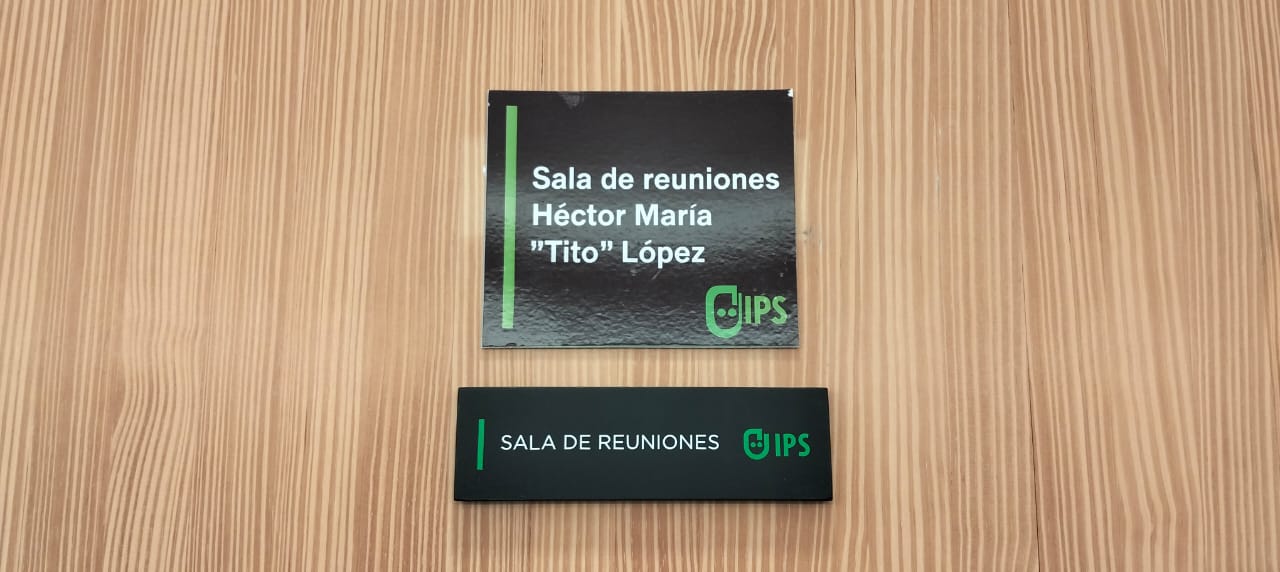 Sala de reuniones
Héctor María
”Tito” López
IPS
SALA DE REUNIONES
IPS